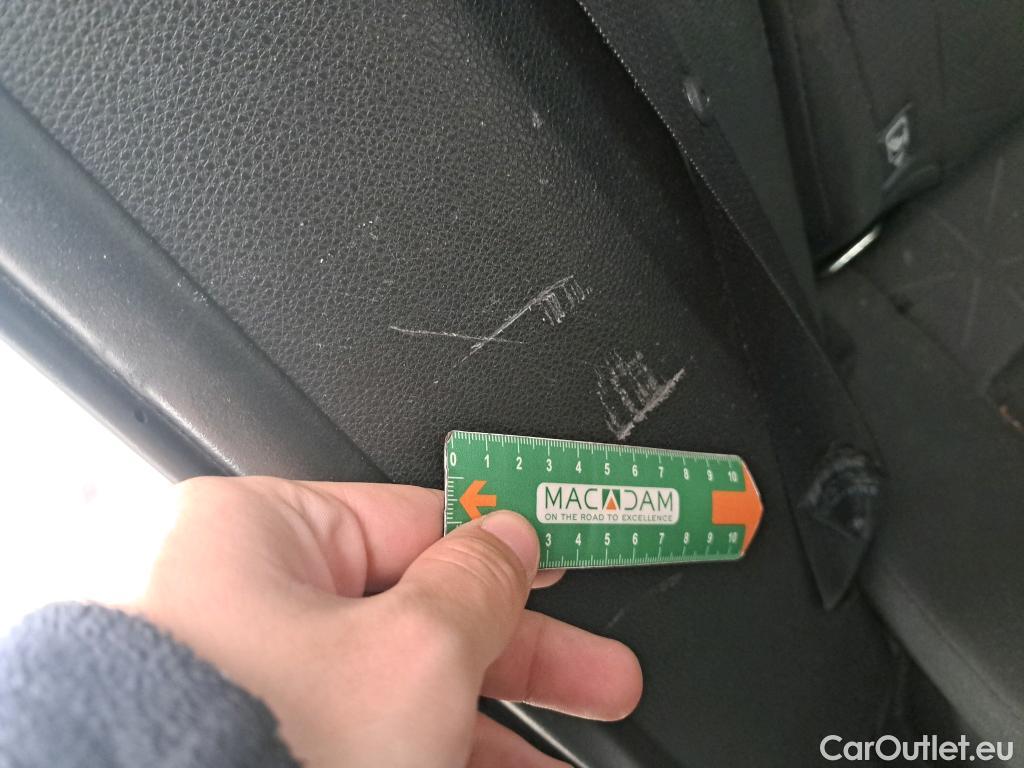 0 1 2 3 4 5 6 7 8 9 10
MACADAM
ON THE ROAD TO EXCELLENCE
3 4 5 6 7 8 9 10
CarOutlet.eu